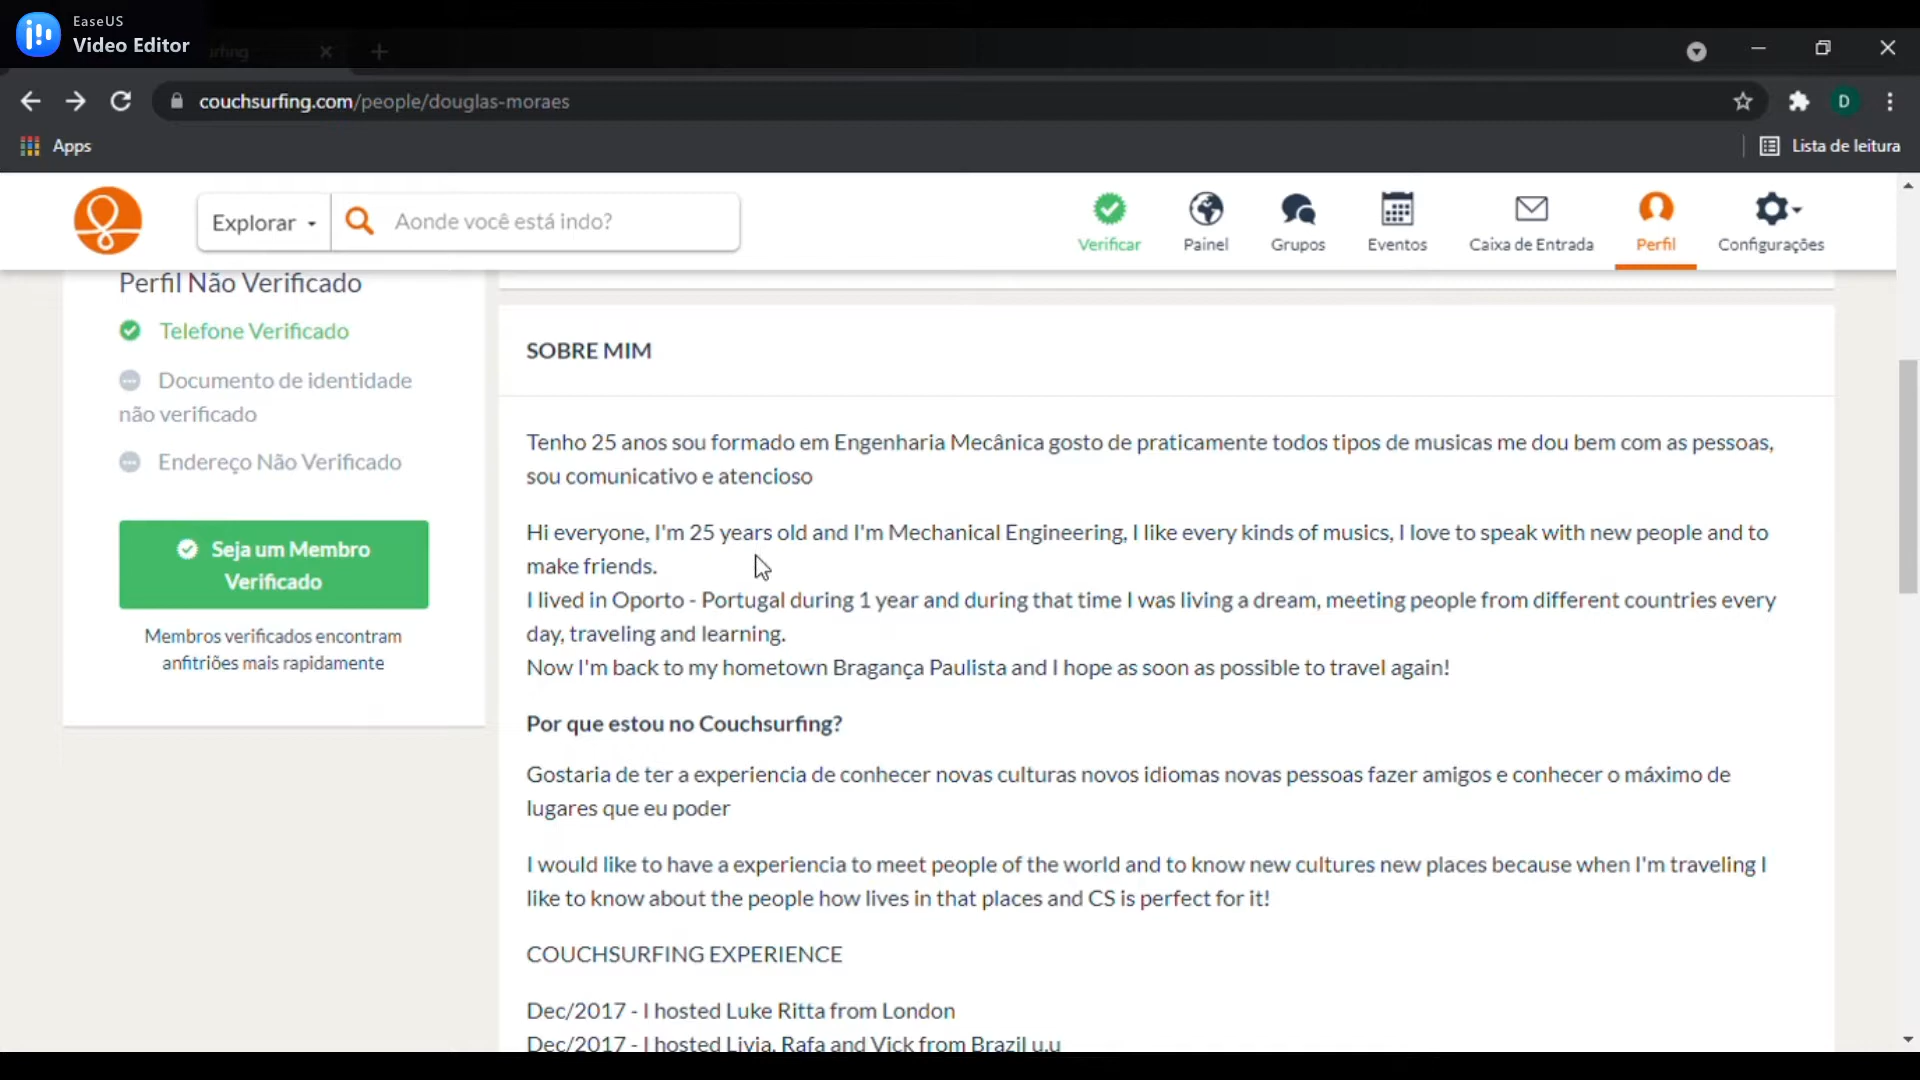 EaseUS
Video Editor
couchsurfing.com/people/douglas-moraes
D
Apps
Lista de leitura
Explorar
Aonde você está indo?
Verificar
Painel
Grupos
Eventos
Caixa de Entrada
Perfil
Configurações
Perfil Não Verificado
Telefone Verificado
Documento de identidade
não verificado
Endereço Não Verificado
Seja um Membro
Verificado
Membros verificados encontram
anfitriões mais rapidamente
SOBRE MIM
Tenho 25 anos sou formado em Engenharia Mecânica gosto de praticamente todos tipos de musicas me dou bem com as pessoas,
sou comunicativo e atencioso
Hi everyone, I'm 25 years old and I'm Mechanical Engineering, I like every kinds of musics, I love to speak with new people and to
make friends.
I lived in Oporto - Portugal during 1 year and during that time I was living a dream, meeting people from different countries every
day, traveling and learning.
Now I'm back to my hometown Bragança Paulista and I hope as soon as possible to travel again!
Por que estou no Couchsurfing?
Gostaria de ter a experiencia de conhecer novas culturas novos idiomas novas pessoas fazer amigos e conhecer o máximo de
lugares que eu poder
I would like to have a experiencia to meet people of the world and to know new cultures new places because when I'm traveling I
like to know about the people how lives in that places and CS is perfect for it!
COUCHSURFING EXPERIENCE
Dec/2017 - I hosted Luke Ritta from London
Dec/2017 - I hosted Livia, Rafa and Vick from Brazil u.u